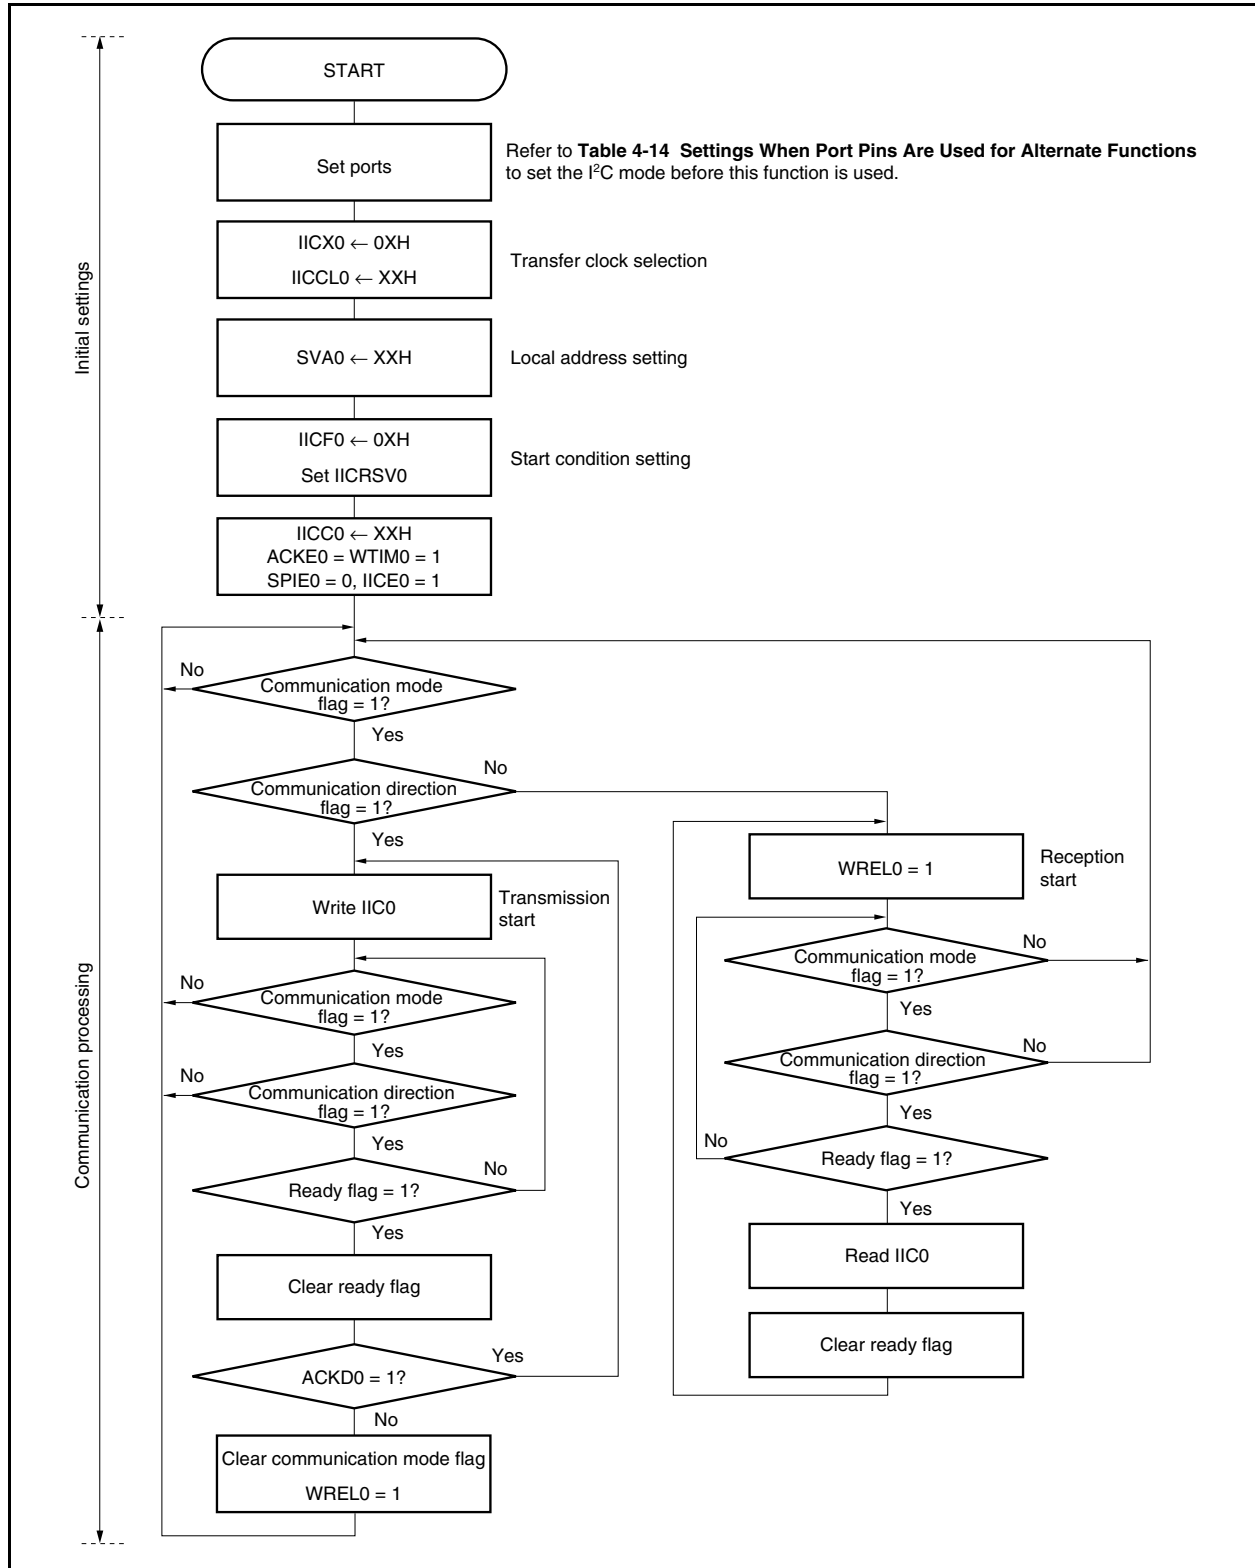 START
Set ports
Refer to Table 4-14 Settings When Port Pins Are Used for Alternate Functions
to set the I²C mode before this function is used.
IICX0 ← 0XH
IICCL0 ← XXH
Transfer clock selection
Initial settings
SVA0 ← XXH
Local address setting
IICF0 ← 0XH
Set IICRSV0
Start condition setting
IICC0 ← XXH
ACKE0 = WTIM0 = 1
SPIE0 = 0, IICE0 = 1
Communication processing
No
Communication mode
flag = 1?
Yes
No
Communication direction
flag = 1?
Yes
Write IIC0
Transmission
start
No
Communication mode
flag = 1?
Yes
No
Communication direction
flag = 1?
Yes
No
Ready flag = 1?
Yes
Clear ready flag
Yes
ACKD0 = 1?
No
Clear communication mode flag
WREL0 = 1
WREL0 = 1
Reception
start
No
Communication mode
flag = 1?
Yes
No
Communication direction
flag = 1?
Yes
No
Ready flag = 1?
Yes
Read IIC0
Clear ready flag